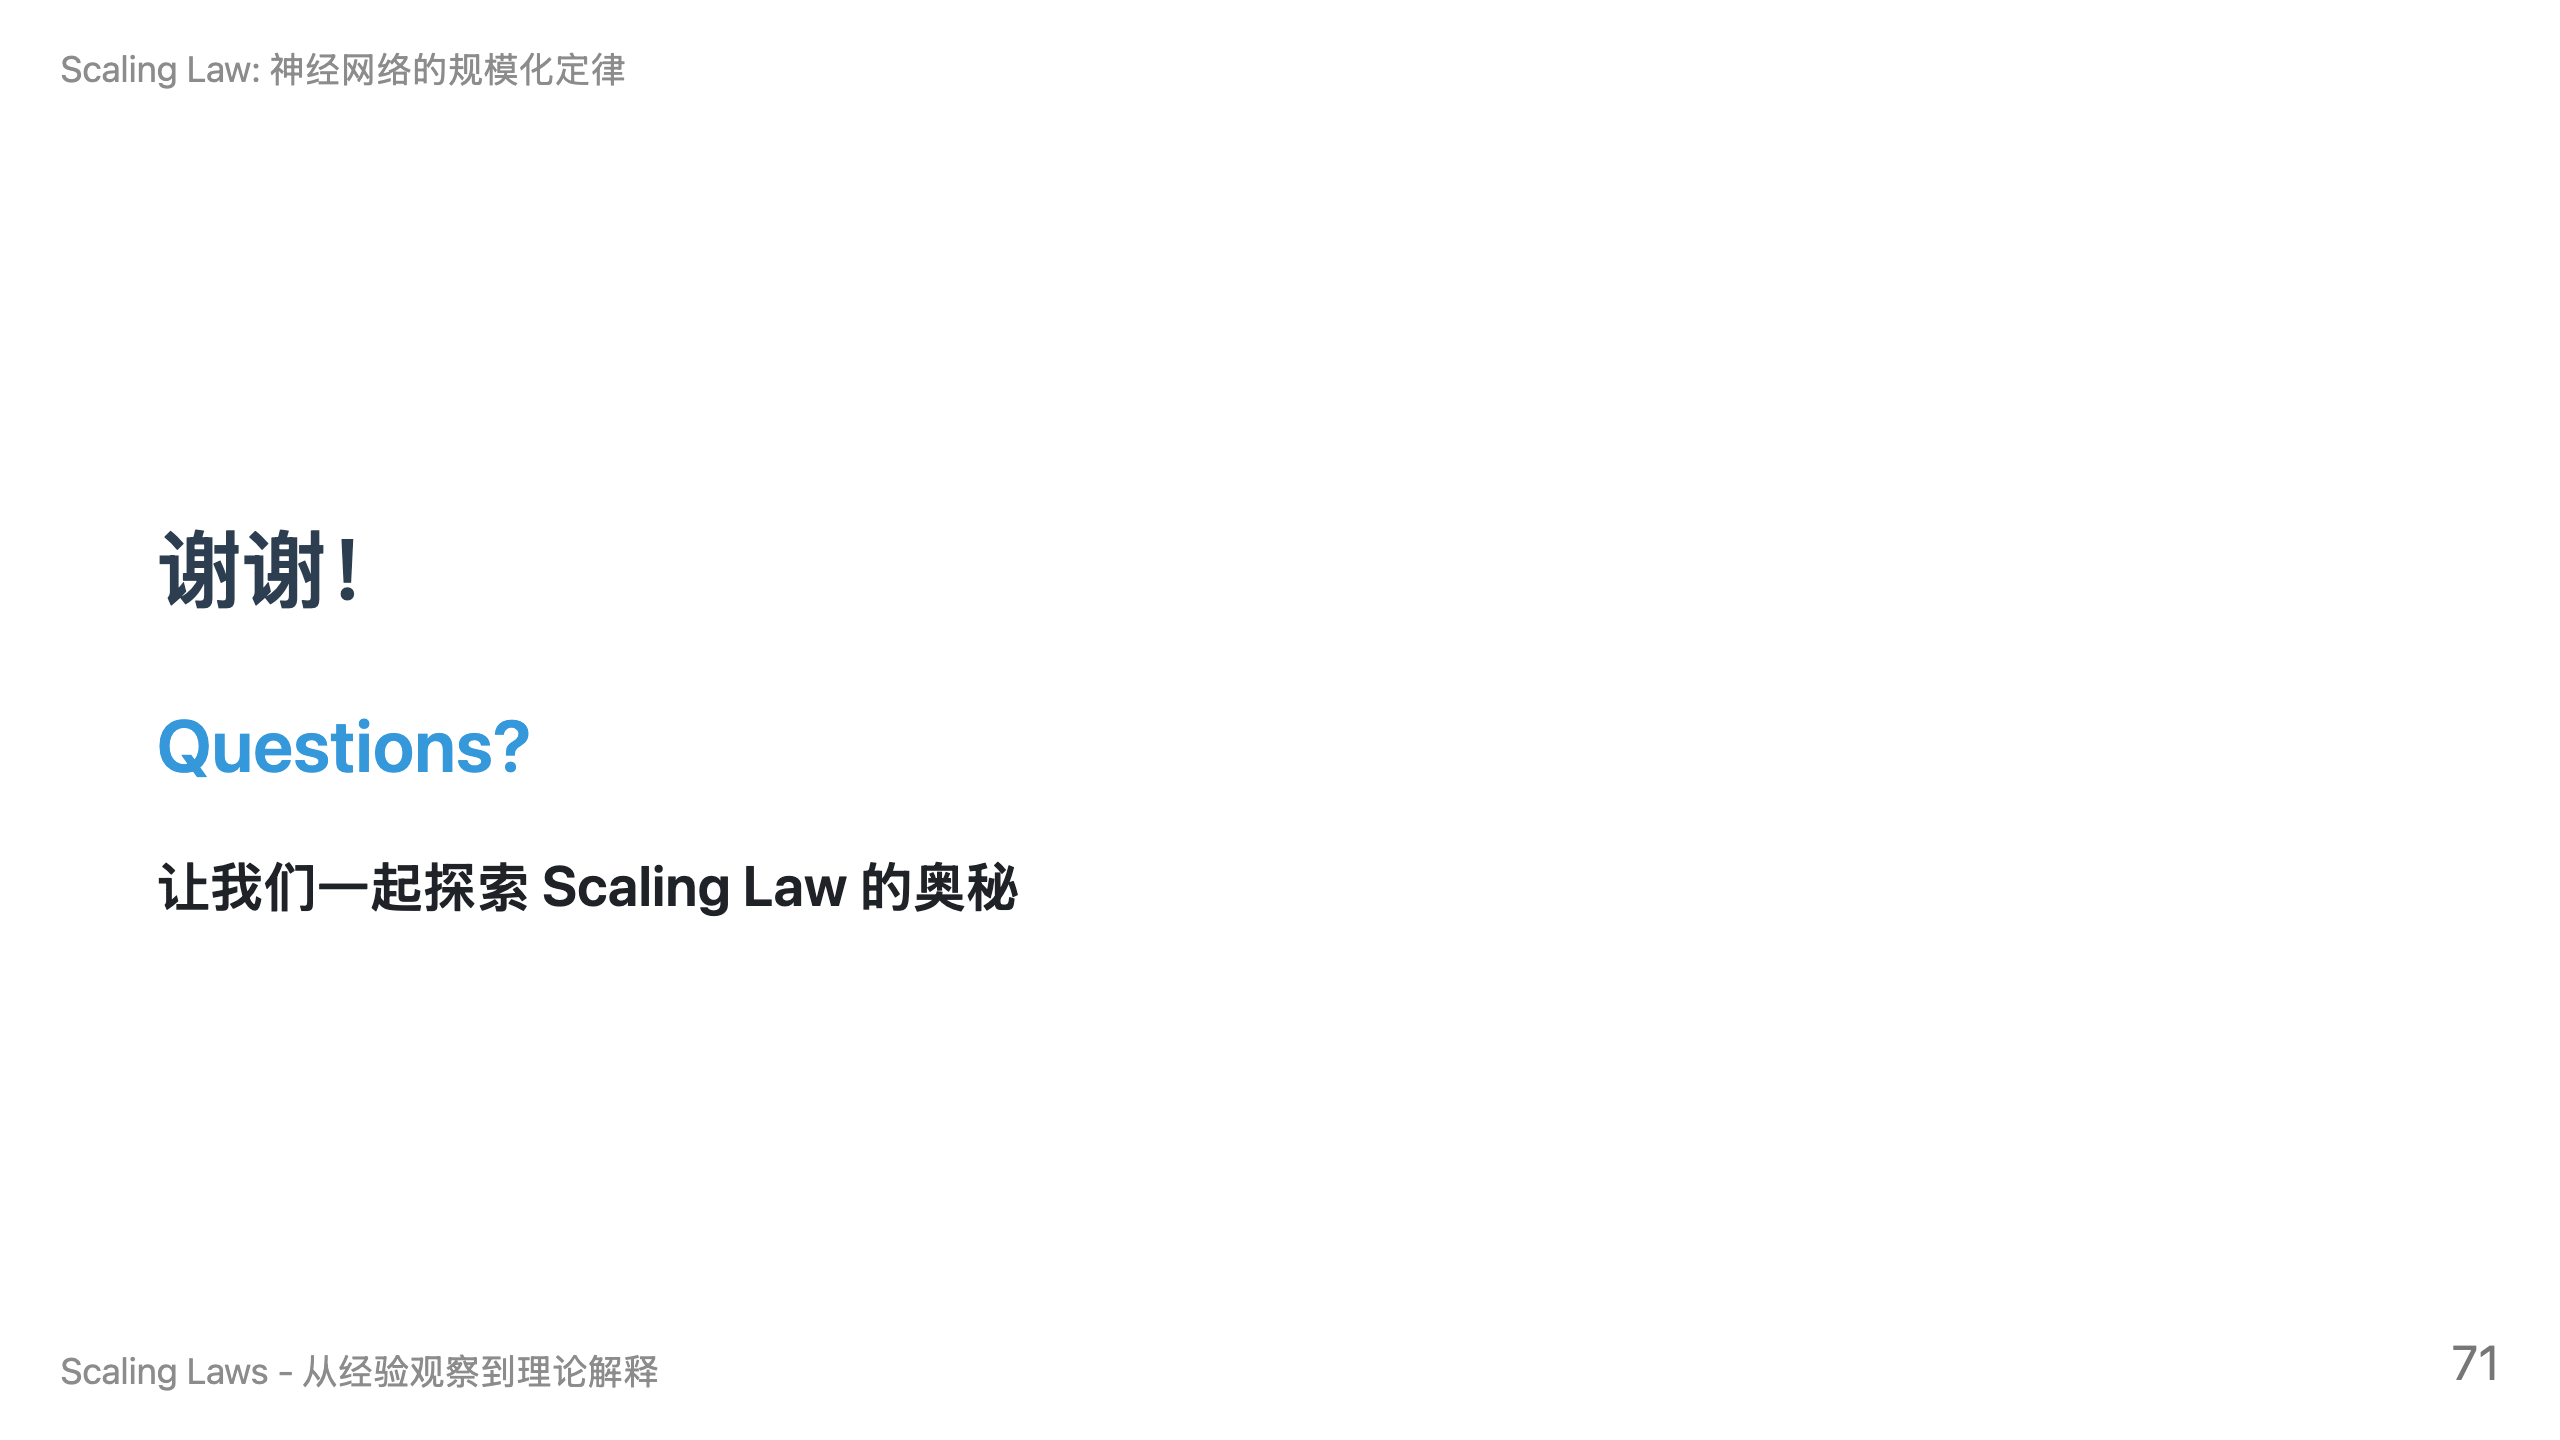 Scaling Law: 神经网络的规模化定律
谢谢！
Questions?
让我们一起探索 Scaling Law 的奥秘
Scaling Laws - 从经验观察到理论解释
71